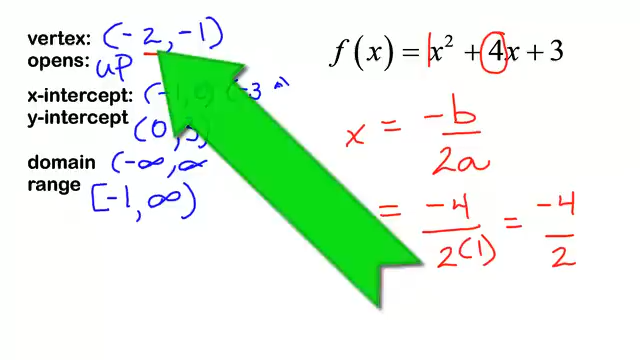 vertex: (-2, -1)
opens: up
x-intercept: (-1, 0) (-3
y-intercept (0, 3)
domain (-∞, ∞
range [-1, ∞)
f(x) = 1x² + 4x + 3
x = -b/2a
= -4/2(1) = -4/2